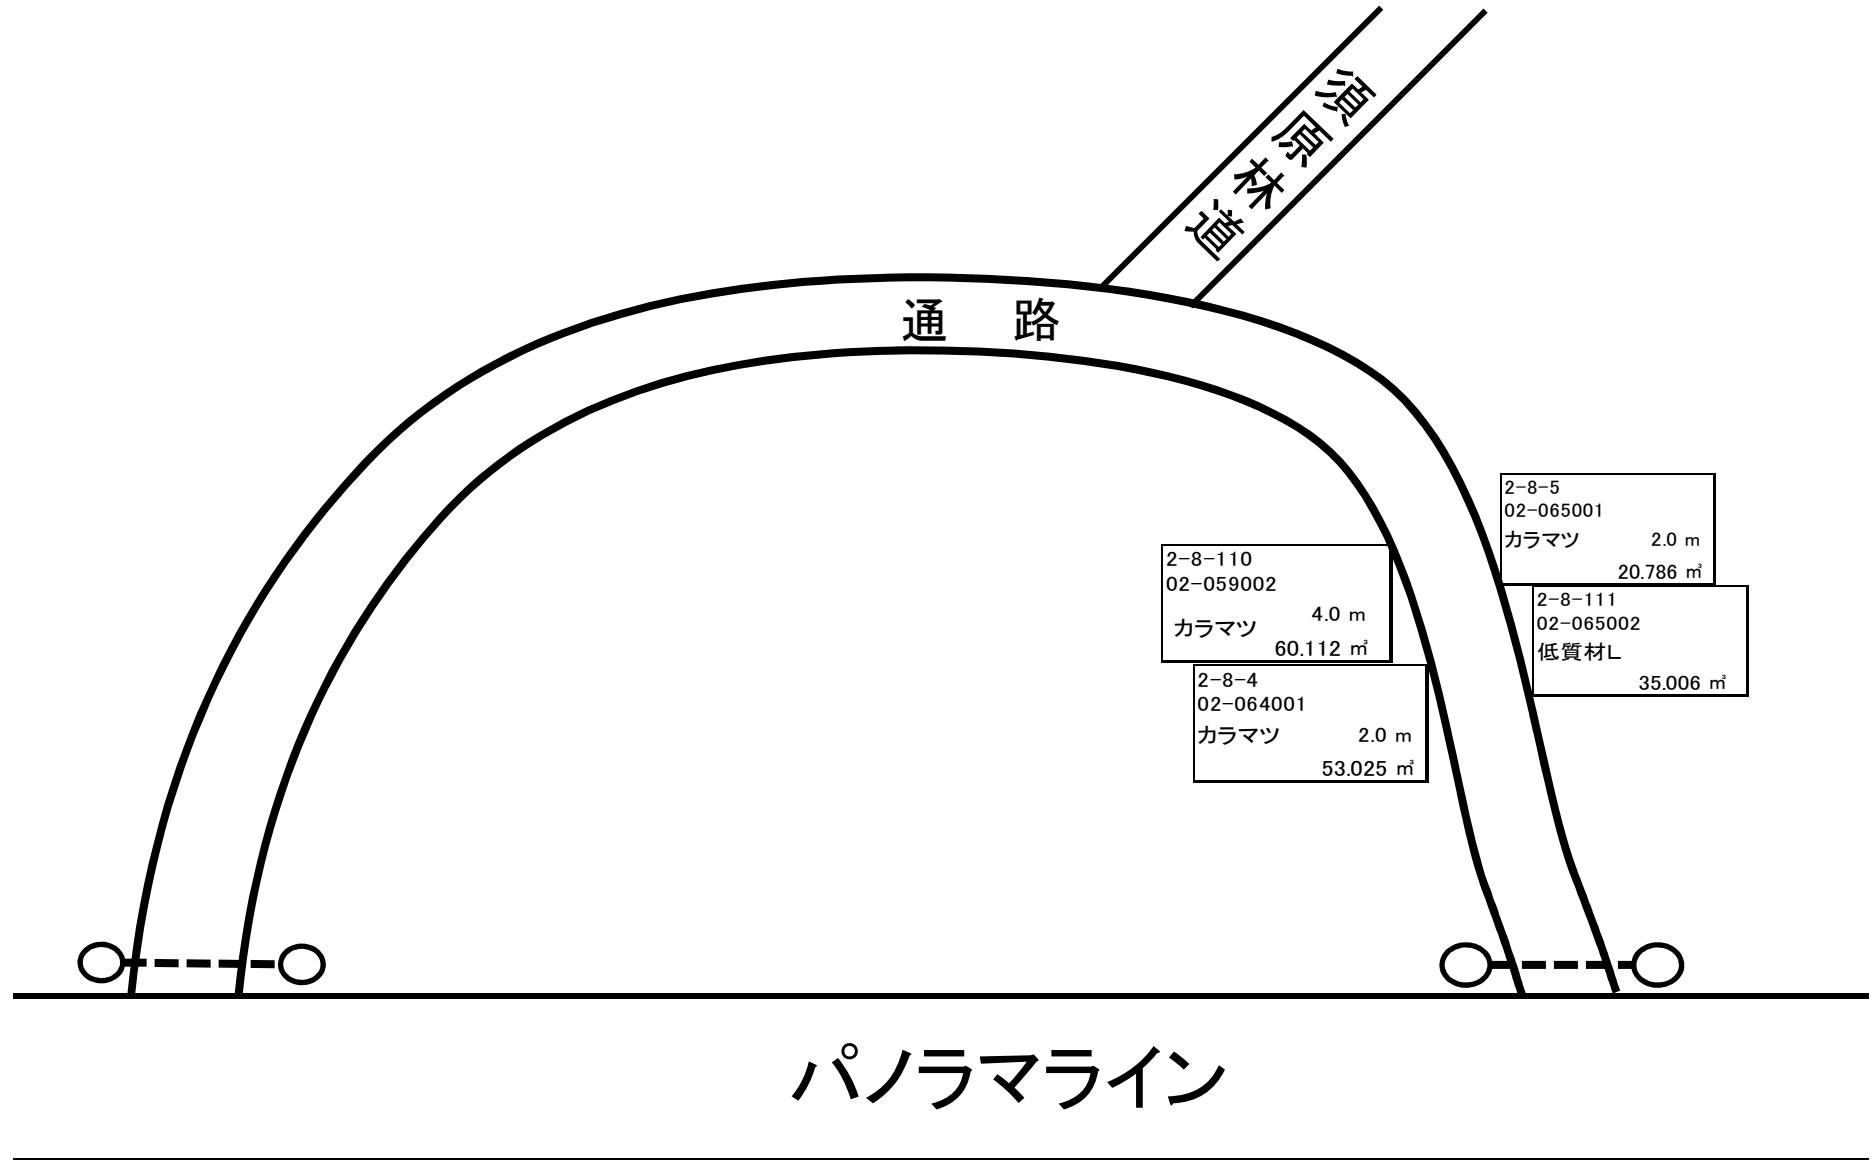 須原林道
通　路
2-8-5
02-065001
カラマツ 2.0 m
20.786 ㎥
2-8-110
02-059002
カラマツ 4.0 m
60.112 ㎥
2-8-111
02-065002
低質材L
35.006 ㎥
2-8-4
02-064001
カラマツ 2.0 m
53.025 ㎥
パノラマライン